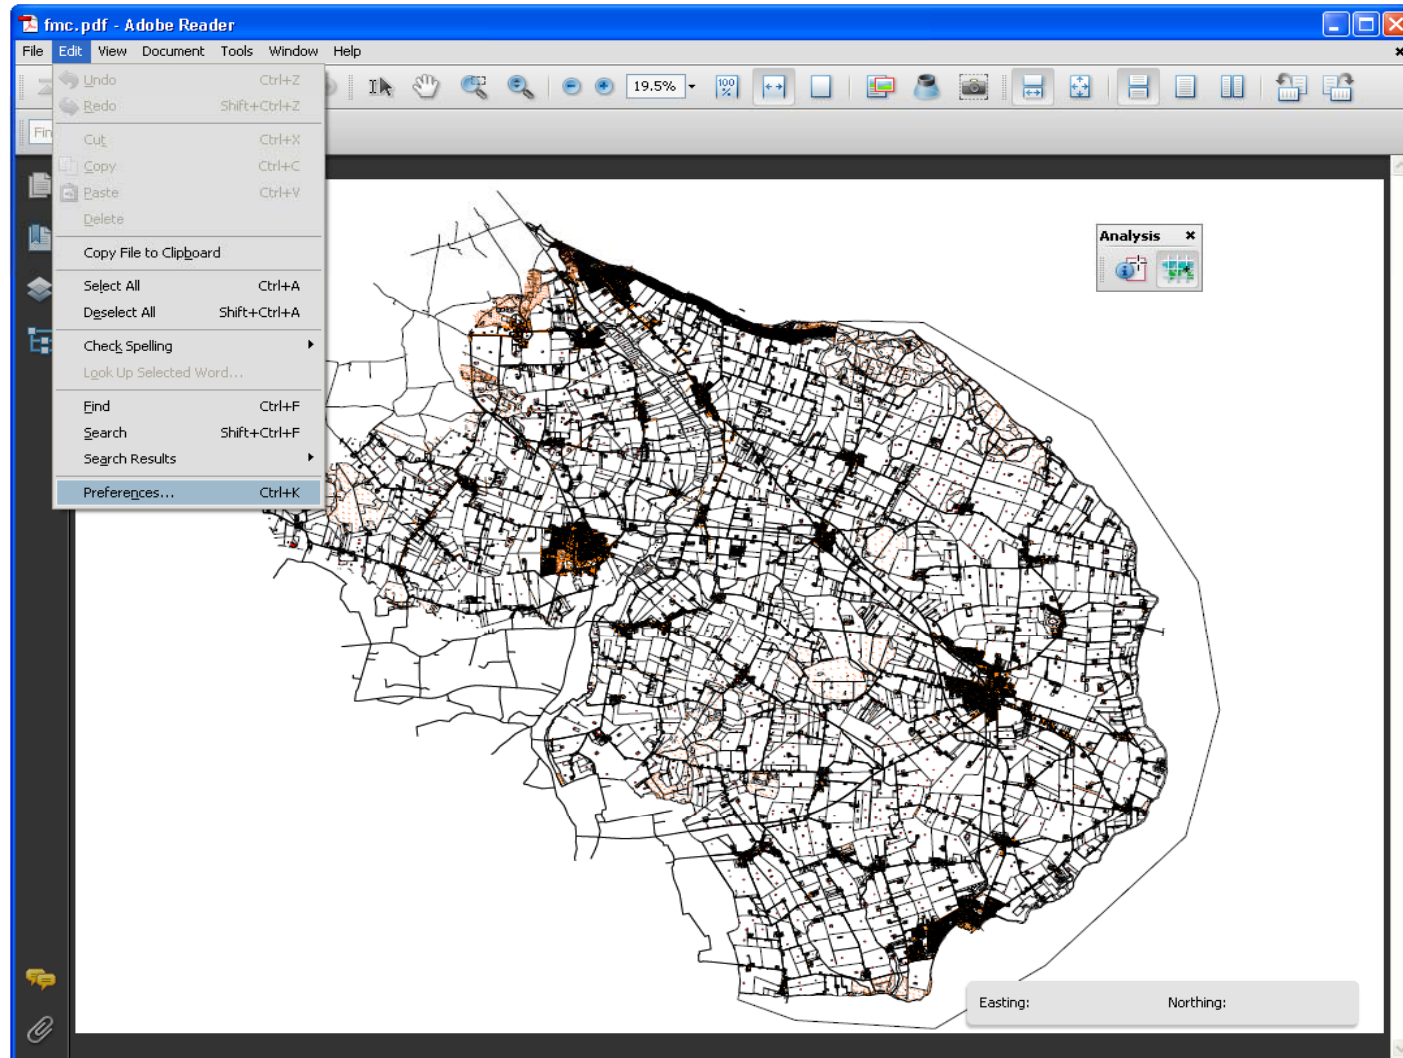 fmc.pdf - Adobe Reader
File Edit View Document Tools Window Help
Undo Ctrl+Z
Redo Shift+Ctrl+Z
19.5%
100 %
Cut Ctrl+X
Copy Ctrl+C
Paste Ctrl+V
Delete
Copy File to Clipboard
Select All Ctrl+A
Deselect All Shift+Ctrl+A
Check Spelling
Look Up Selected Word...
Find Ctrl+F
Search Shift+Ctrl+F
Search Results
Preferences... Ctrl+K
Analysis
Easting: Northing: